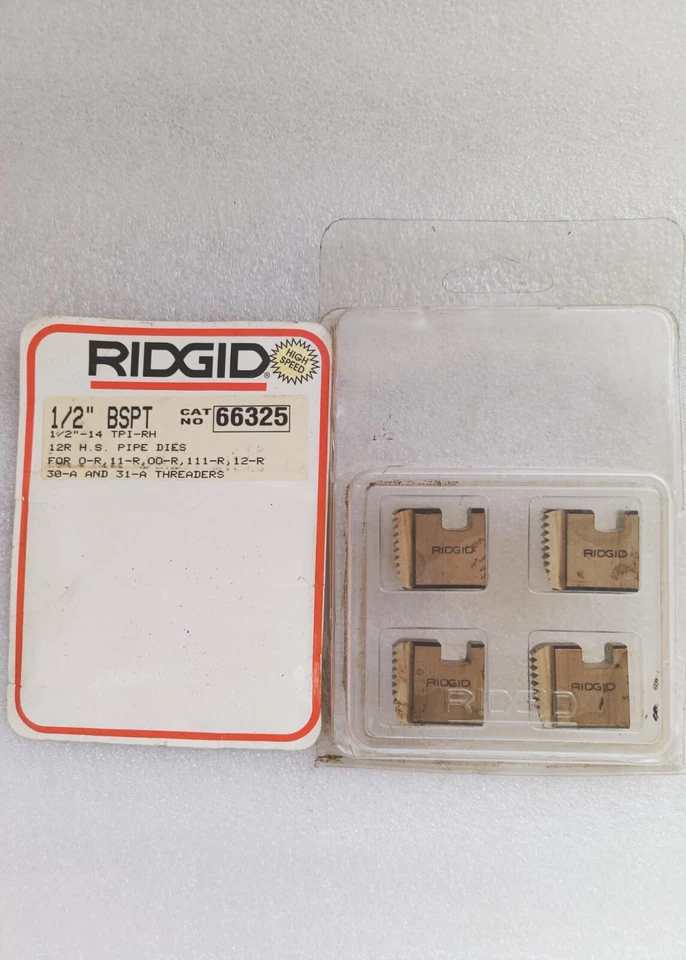 RIDGID®
HIGH
SPEED
1/2" BSPT
CAT
NO
66325
1/2"-14 TPI-RH
12R H.S. PIPE DIES
FOR O-R,11-R,OO-R,111-R,12-R
30-A AND 31-A THREADERS
RIDGID
RIDGID
RIDGID
RIDGID
RIDGID